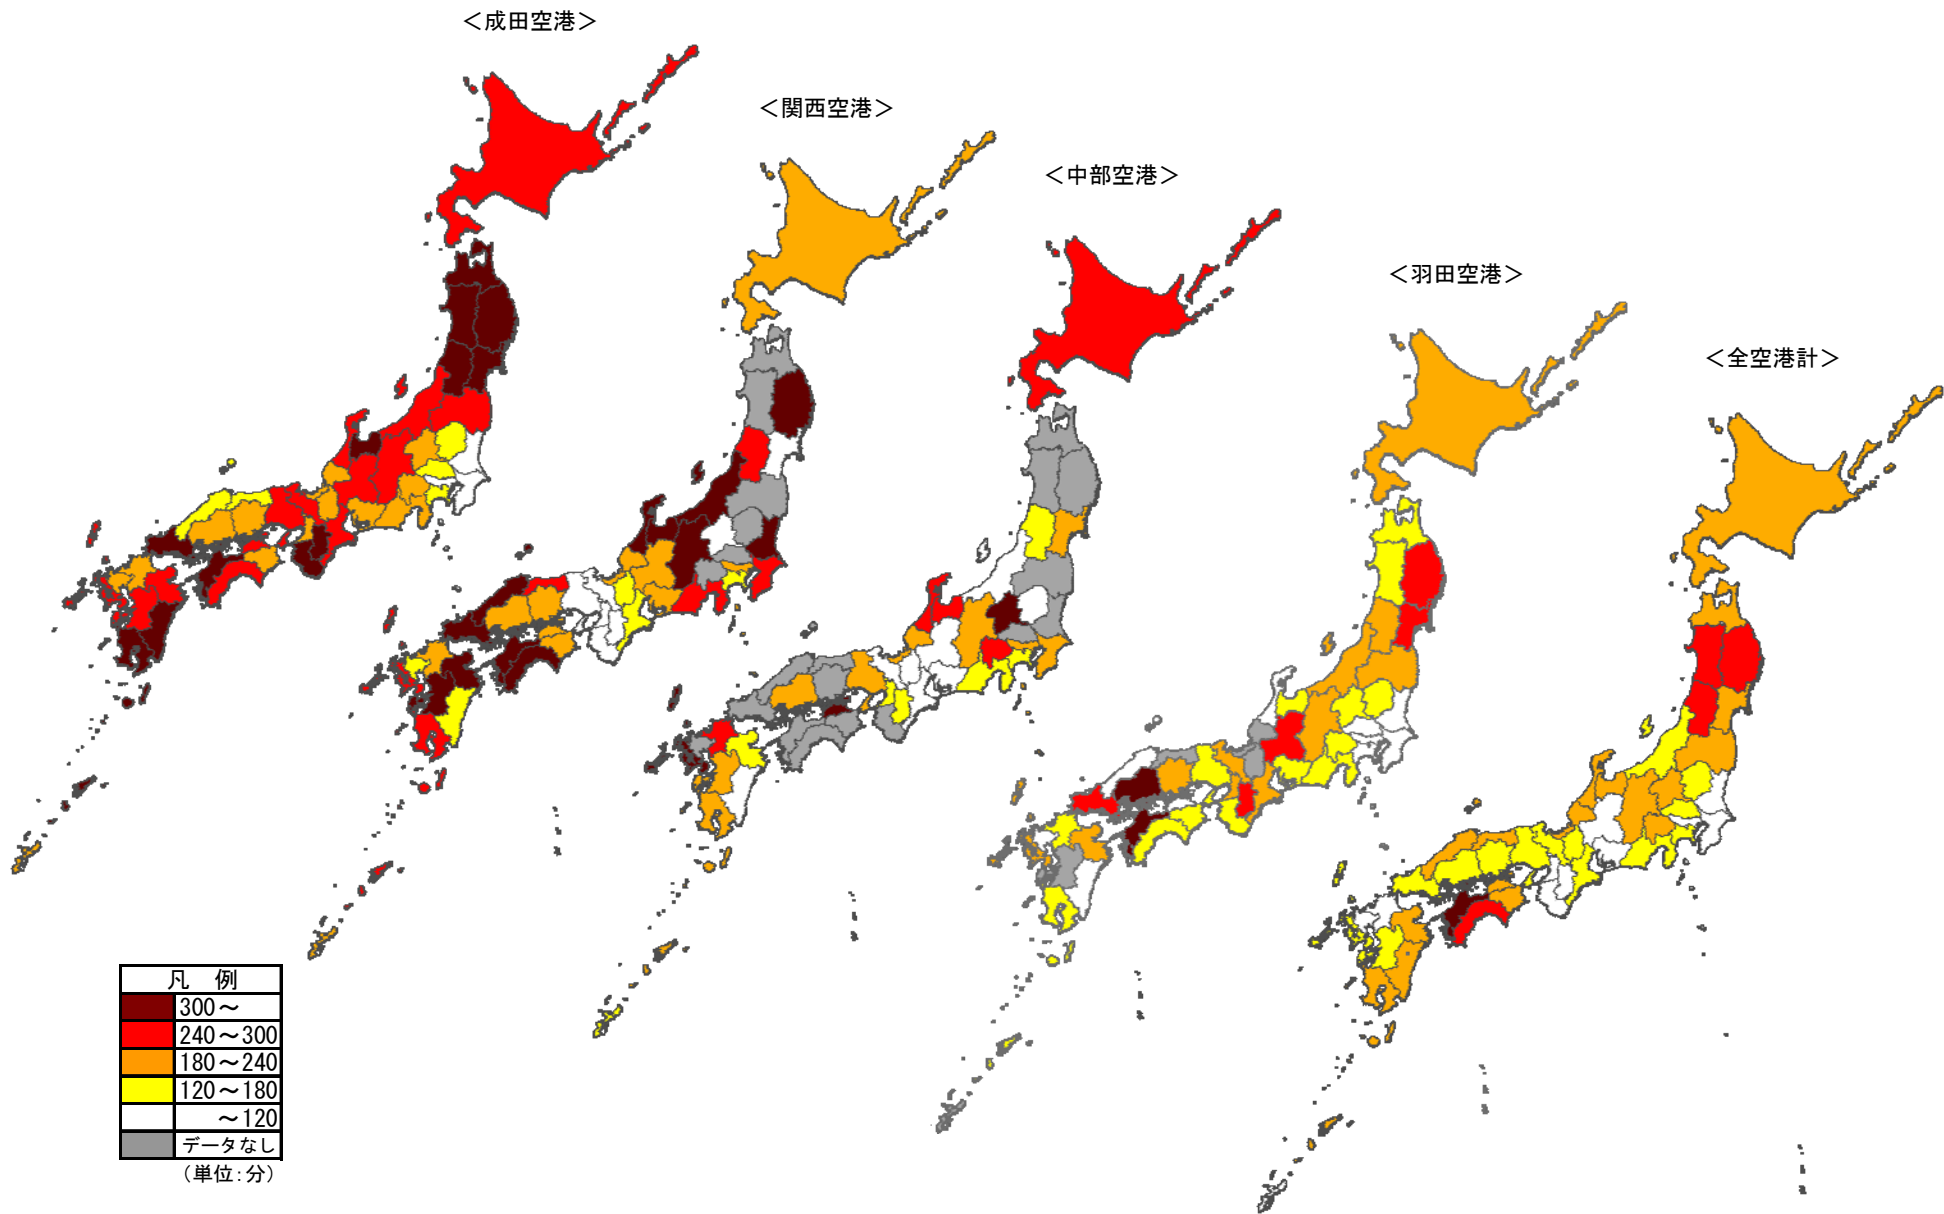 ＜成田空港＞
＜関西空港＞
＜中部空港＞
＜羽田空港＞
＜全空港計＞
凡 例
300～
240～300
180～240
120～180
～120
データなし
（単位：分）